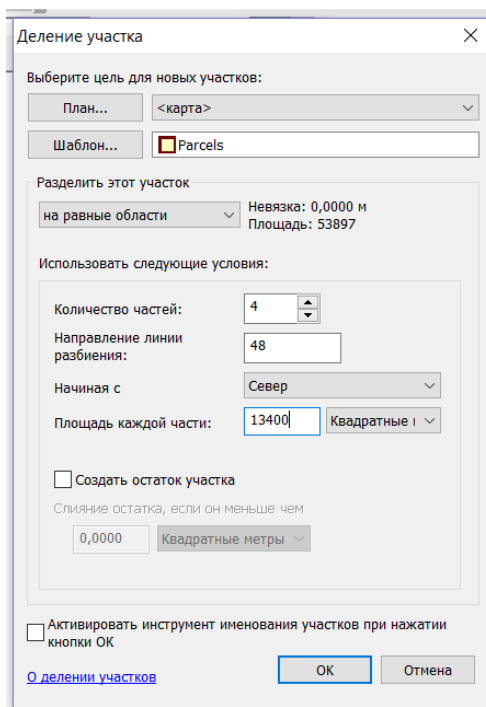 Деление участка
Выберите цель для новых участков:
План... <карта>
Шаблон... Parcels
Разделить этот участок
на равные области Невязка: 0,0000 м
Площадь: 53897
Использовать следующие условия:
Количество частей: 4
Направление линии
разбиения: 48
Начиная с Север
Площадь каждой части: 13400 Квадратные
Создать остаток участка
Слияние остатка, если он меньше чем
0,0000 Квадратные метры
Активировать инструмент именования участков при нажатии
кнопки ОК
О делении участков ОК Отмена